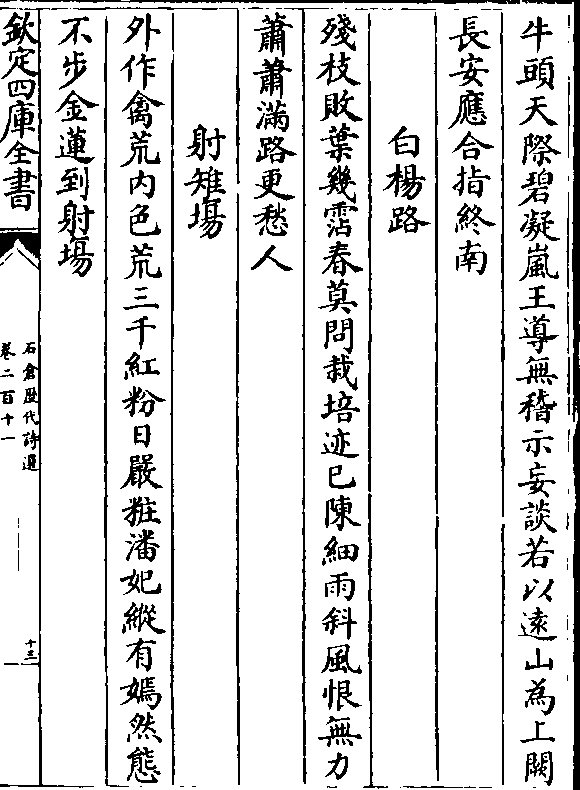 牛頭天際碧凝嵐王導無稽示妄談若以逺山為上闕
長安應合指終南
白楊路
殘枝敗葉幾霑春莫問栽培迹已陳細雨斜風恨無力
蕭蕭滿路更愁人
射雉場
外作禽荒内色荒三千紅粉日嚴粧潘妃縱有嫣然態
不步金蓮到射場
欽定四庫全書
石倉歴代詩選
卷二百十一
十三